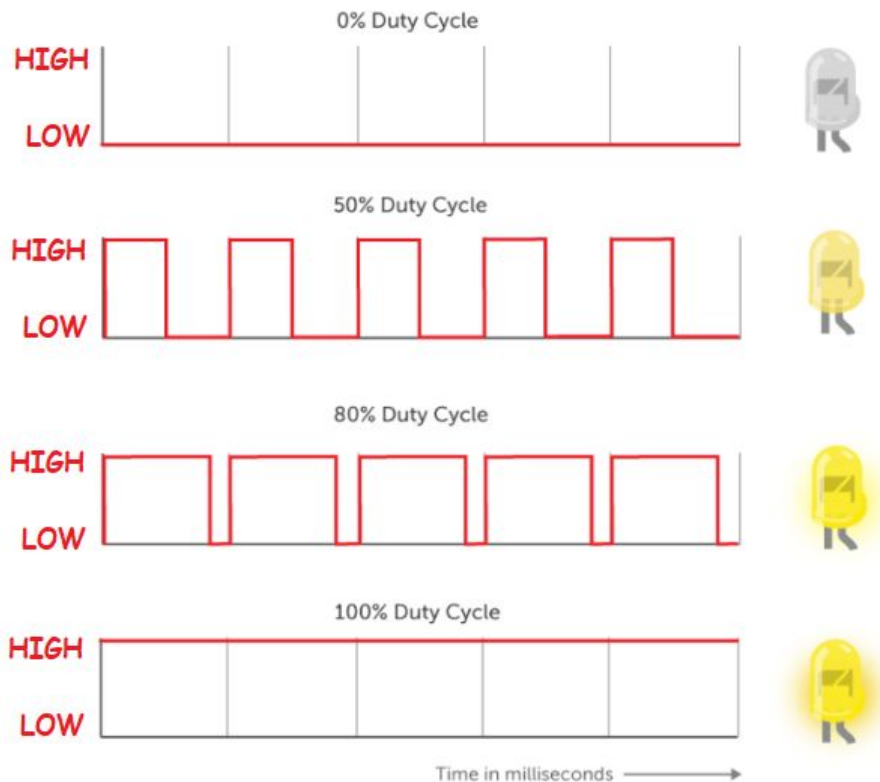 0% Duty Cycle
HIGH
LOW
50% Duty Cycle
HIGH
LOW
80% Duty Cycle
HIGH
LOW
100% Duty Cycle
HIGH
LOW
Time in milliseconds